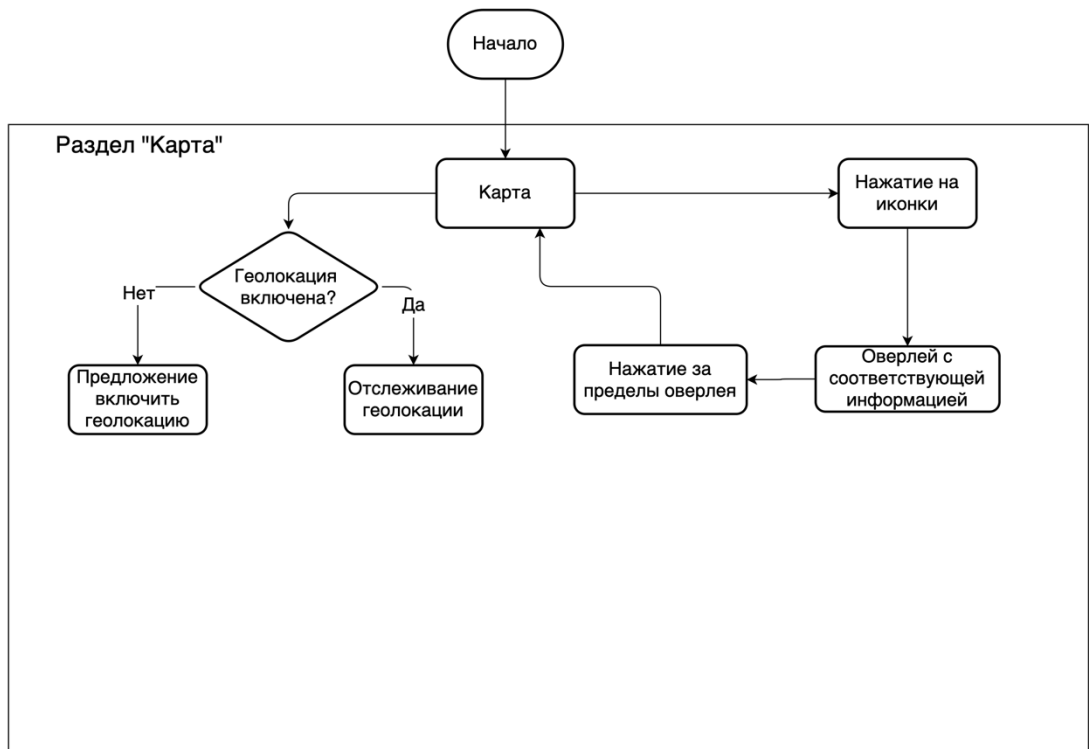 Начало
Раздел "Карта"
Карта
Нажатие на
иконки
Геолокация
включена?
Нет
Да
Предложение
включить
геолокацию
Отслеживание
геолокации
Нажатие за
пределы оверлея
Оверлей с
соответствующей
информацией